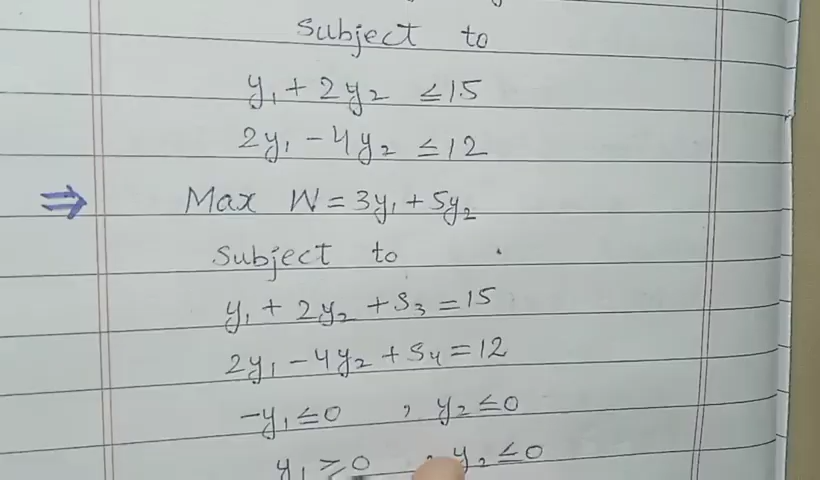 Subject to
y₁ + 2y₂ ≤ 15
2y₁ - 4y₂ ≤ 12
⇒ Max W = 3y₁ + 5y₂
Subject to
y₁ + 2y₂ + S₃ = 15
2y₁ - 4y₂ + S₄ = 12
-y₁ ≤ 0 , y₂ ≤ 0
y₁ ≥ 0 , y₂ ≤ 0